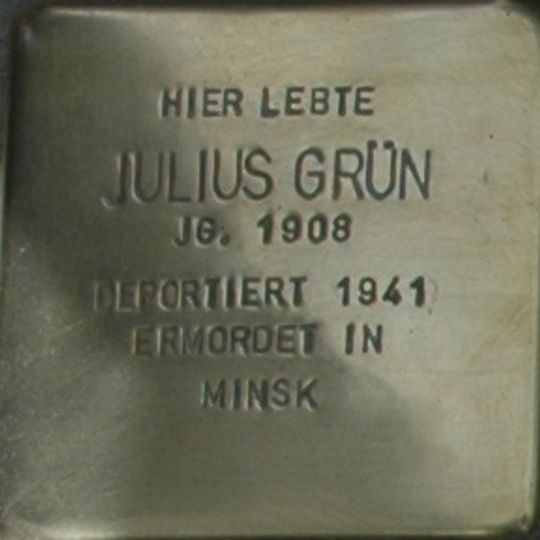 HIER LEBTE
JULIUS GRÜN
JG. 1908
DEPORTIERT 1941
ERMORDET IN
MINSK